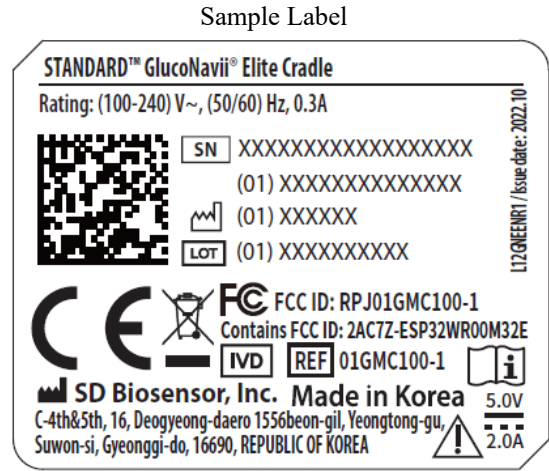 Sample Label
STANDARD™ GlucoNavii® Elite Cradle
Rating: (100-240) V~, (50/60) Hz, 0.3A
SN XXXXXXXXXXXXXXXXXX
(01) XXXXXXXXXXXXXX
(01) XXXXXX
LOT (01) XXXXXXXXXX
L12GNEENR1 / Issue date: 2022.10
CE FC FCC ID: RPJ01GMC100-1
Contains FCC ID: 2AC7Z-ESP32WR00M32E
IVD REF 01GMC100-1 i
SD Biosensor, Inc. Made in Korea
C-4th&5th, 16, Deogyeong-daero 1556beon-gil, Yeongtong-gu,
Suwon-si, Gyeonggi-do, 16690, REPUBLIC OF KOREA
5.0V
2.0A